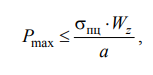 P_max ≤ σ_пц · W_z / a ,